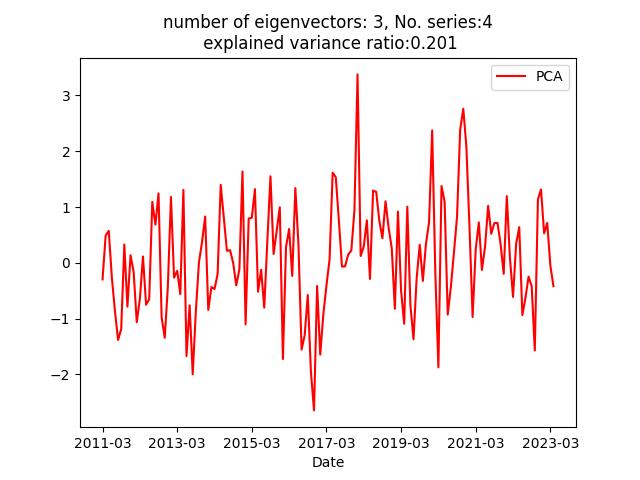 number of eigenvectors: 3, No. series:4
explained variance ratio:0.201
PCA
3
2
1
0
−1
−2
2011-03 2013-03 2015-03 2017-03 2019-03 2021-03 2023-03
Date